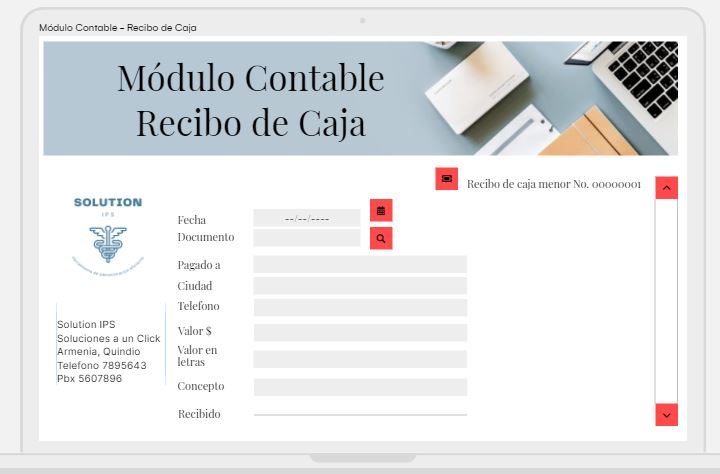 Módulo Contable – Recibo de Caja
Módulo Contable
Recibo de Caja
Recibo de caja menor No. 00000001
SOLUTION
IPS
Fecha
--/--/----
Documento
Pagado a
Ciudad
Telefono
Valor $
Valor en
letras
Concepto
Recibido
Solution IPS
Soluciones a un Click
Armenia, Quindio
Telefono 7895643
Pbx 5607896